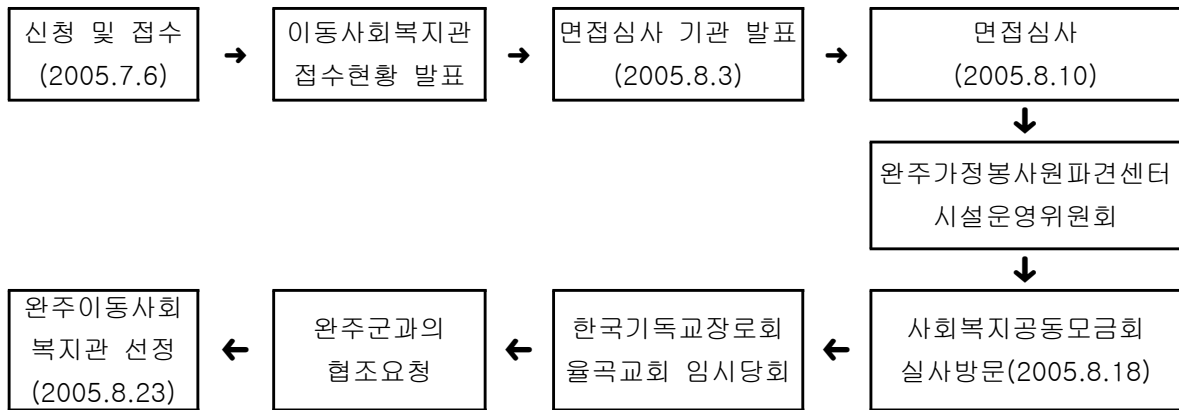 신청 및 접수
(2005.7.6)
➜
이동사회복지관
접수현황 발표
➜
면접심사 기관 발표
(2005.8.3)
➜
면접심사
(2005.8.10)
🡫
완주가정봉사원파견센터
시설운영위원회
🡫
사회복지공동모금회
실사방문(2005.8.18)
🡨
한국기독교장로회
율곡교회 임시당회
🡨
완주군과의
협조요청
🡨
완주이동사회
복지관 선정
(2005.8.23)